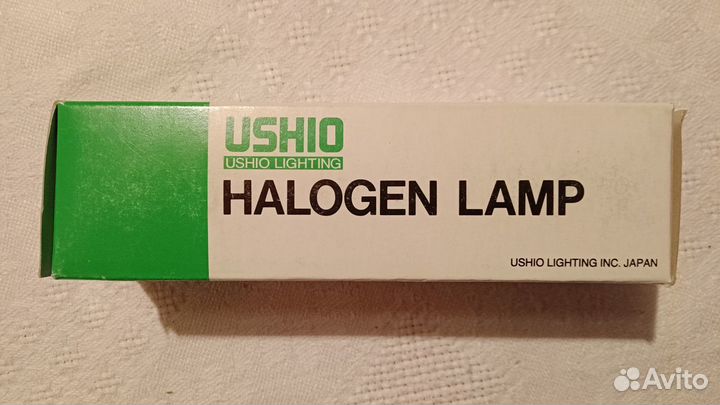 USHIO
USHIO LIGHTING
HALOGEN LAMP
USHIO LIGHTING INC. JAPAN
Avito